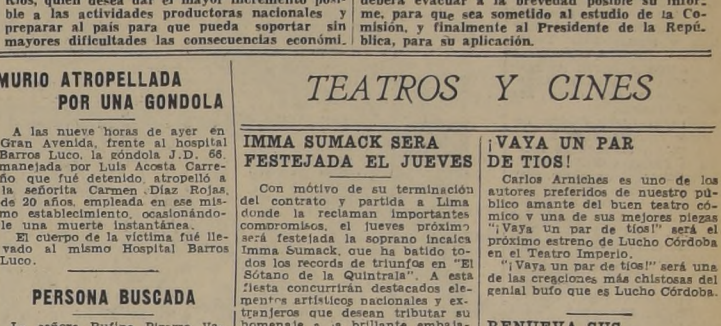 quien desea dar el mayor incremento posi-
ble a las actividades productoras nacionales y
preparar al país para que pueda soportar sin
mayores dificultades las consecuencias económi-
deberá evacuar a la brevedad posible su infor-
me, para que sea sometido al estudio de la Co-
misión, y finalmente al Presidente de la Repú-
blica, para su aplicación.
MURIO ATROPELLADA
POR UNA GONDOLA
A las nueve horas de ayer en
Gran Avenida, frente al hospital
Barros Luco, la góndola J.D. 66,
manejada por Luis Acosta Carre-
ño que fué detenido, atropelló a
la señorita Carmen Díaz Rojas,
de 20 años, empleada en ese mis-
mo establecimiento, ocasionándo-
le una muerte instantánea.
El cuerpo de la víctima fué lle-
vado al mismo Hospital Barros
Luco.
PERSONA BUSCADA
TEATROS Y CINES
IMMA SUMACK SERA
FESTEJADA EL JUEVES
Con motivo de su terminación
del contrato y partida a Lima
donde la reclaman importantes
compromisos, el jueves próximo
será festejada la soprano incaica
Imma Sumack, que ha batido to-
dos los records de triunfos en "El
Sótano de la Quintrala". A esta
fiesta concurrirán destacados ele-
mentos artísticos nacionales y ex-
tranjeros que desean tributar su
homenaje a la brillante embaja-
¡VAYA UN PAR
DE TIOS!
Carlos Arniches es uno de los
autores preferidos de nuestro pú-
blico amante del buen teatro có-
mico y una de sus mejores piezas
"¡Vaya un par de tíos!" será el
próximo estreno de Lucho Córdoba
en el Teatro Imperio.
"¡Vaya un par de tíos!" será una
de las creaciones más chistosas del
genial bufo que es Lucho Córdoba.
RENUEVA SUS